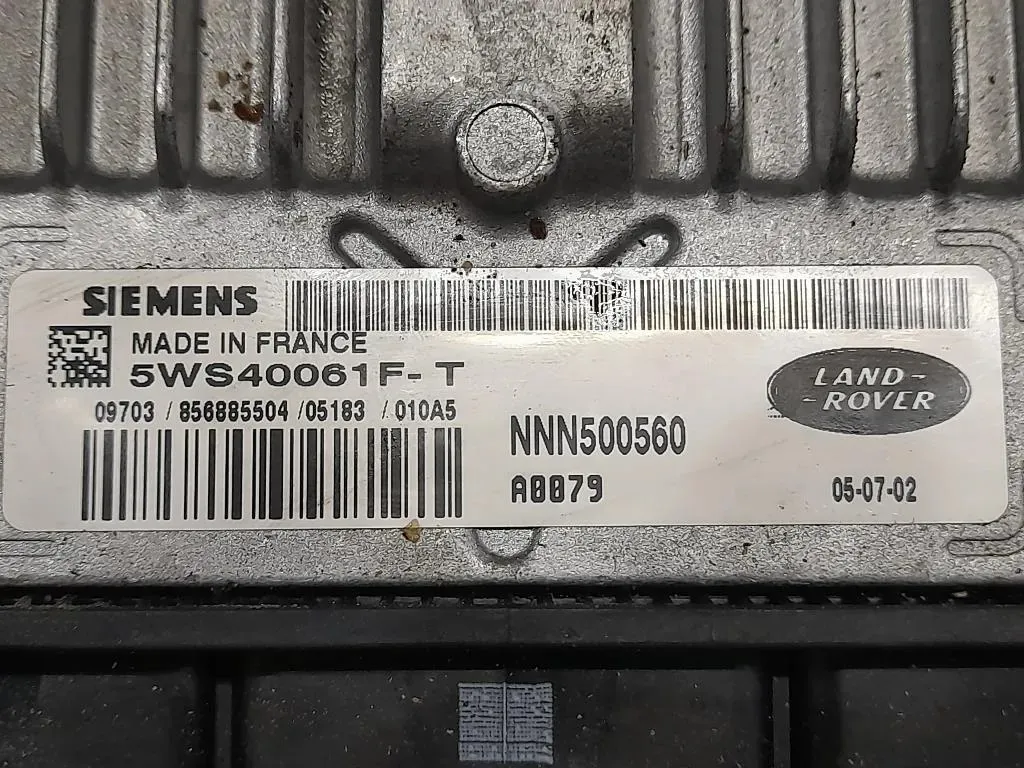 SIEMENS
MADE IN FRANCE
5WS40061F-T
09703 / 856885504 / 05183 / 010A5
NNN500560
A0079
LAND-
-ROVER
05-07-02